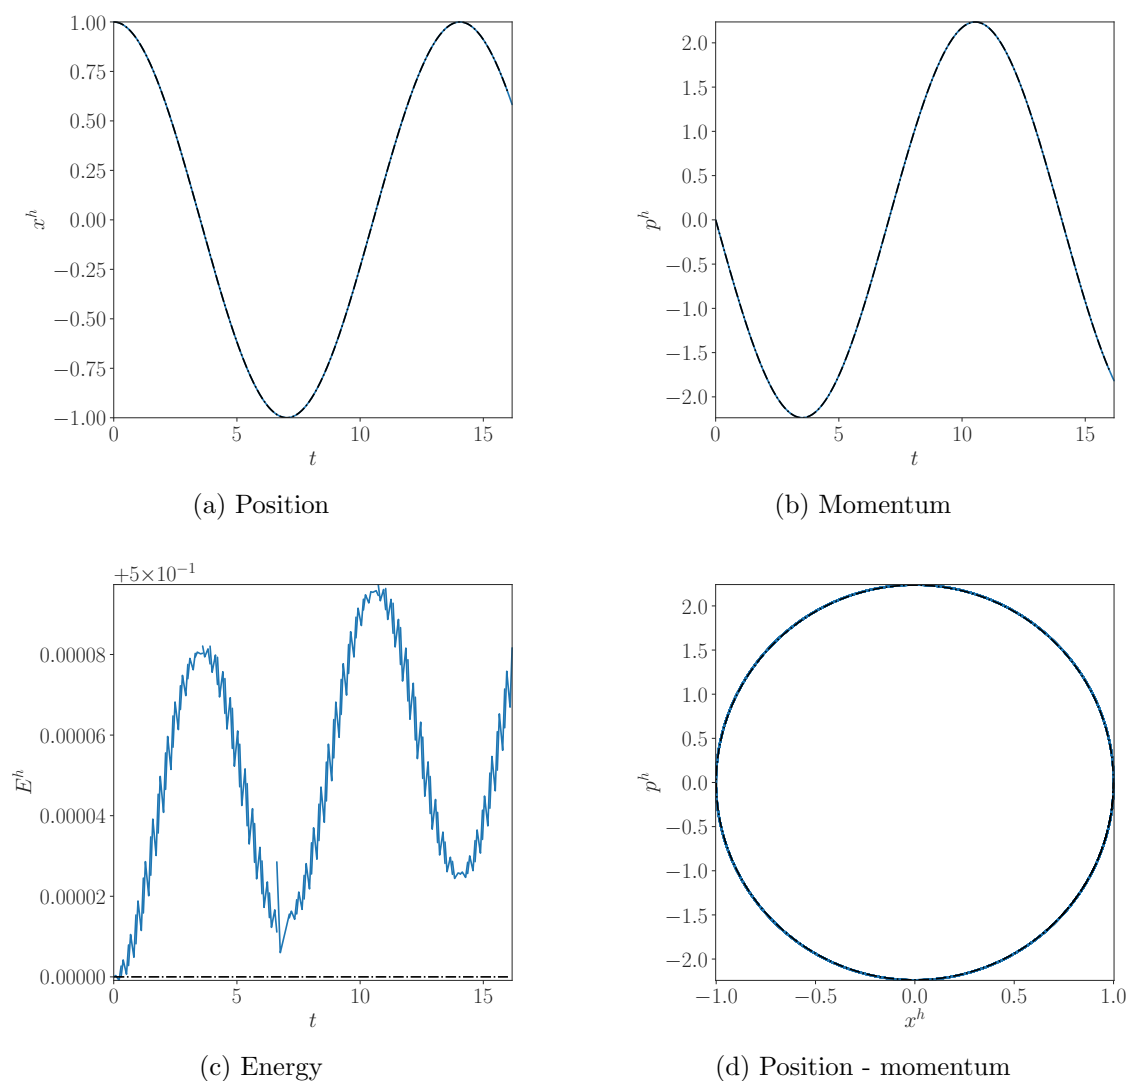 1.00
0.75
0.50
0.25
0.00
−0.25
−0.50
−0.75
−1.00
x^h
0 5 10 15
t
(a) Position
2.0
1.5
1.0
0.5
0.0
−0.5
−1.0
−1.5
−2.0
p^h
0 5 10 15
t
(b) Momentum
+5×10^−1
0.00008
0.00006
0.00004
0.00002
0.00000
E^h
0 5 10 15
t
(c) Energy
2.0
1.5
1.0
0.5
0.0
−0.5
−1.0
−1.5
−2.0
p^h
−1.0 −0.5 0.0 0.5 1.0
x^h
(d) Position - momentum